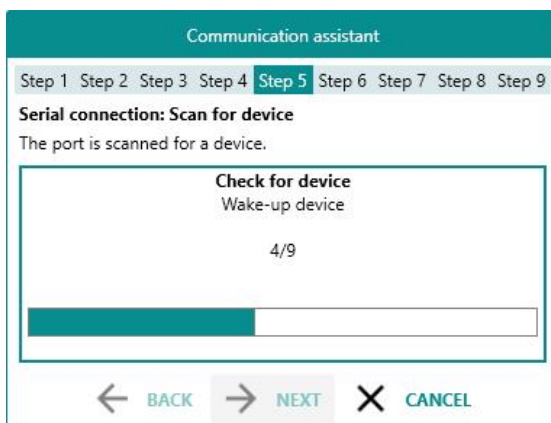 Communication assistant
Step 1 Step 2 Step 3 Step 4 Step 5 Step 6 Step 7 Step 8 Step 9
Serial connection: Scan for device
The port is scanned for a device.
Check for device
Wake-up device
4/9
BACK NEXT CANCEL